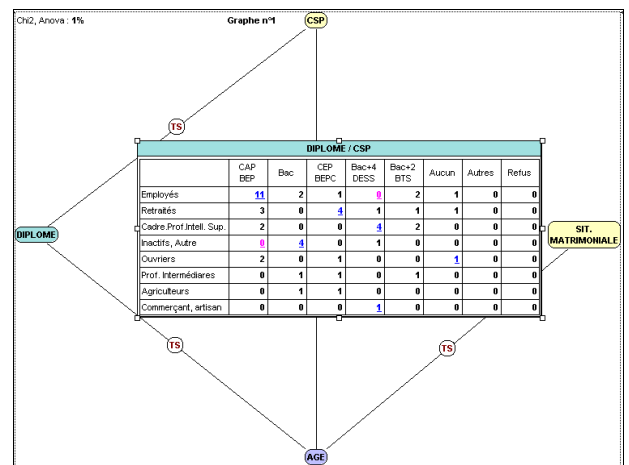 Chi2, Anova : 1% Graphe n°1 CSP
TS
DIPLOME / CSP
CAP BEP Bac CEP BEPC Bac+4 DESS Bac+2 BTS Aucun Autres Refus
Employés 11 2 1 0 2 1 0 0
Retraités 3 0 4 1 1 1 0 0
Cadre.Prof.Intell. Sup. 2 0 0 4 2 0 0 0
Inactifs, Autre 0 4 0 1 0 0 0 0
Ouvriers 2 0 1 0 0 1 0 0
Prof. Intermédiares 0 1 1 0 1 0 0 0
Agriculteurs 0 1 1 0 0 0 0 0
Commerçant, artisan 0 0 0 1 0 0 0 0
DIPLOME
SIT.
MATRIMONIALE
TS TS
AGE